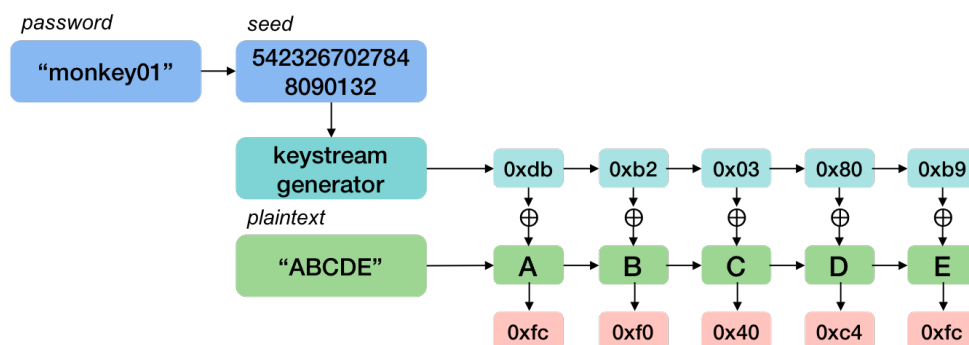 password
seed
“monkey01”
542326702784
8090132
keystream
generator
0xdb
0xb2
0x03
0x80
0xb9
plaintext
“ABCDE”
A
B
C
D
E
0xfc
0xf0
0x40
0xc4
0xfc